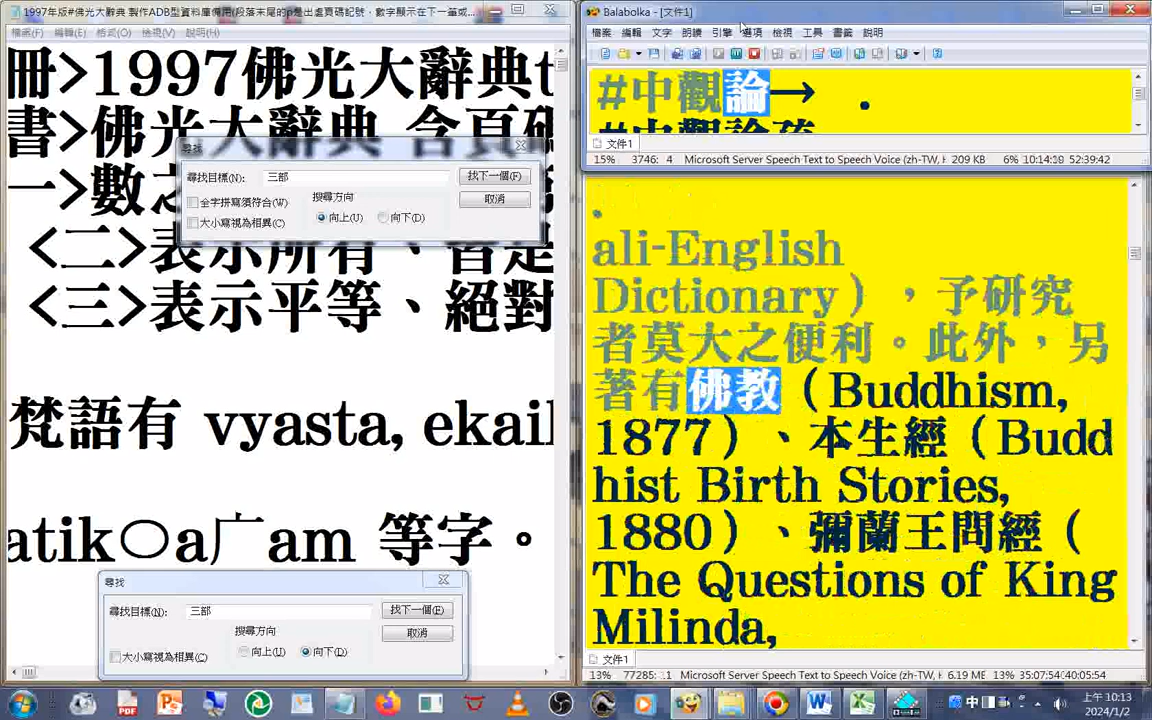 1997年版#佛光大辭典 製作ADB型資料庫備用(段落末尾的p是出處頁碼記號，數字顯示在下一筆或...
檔案(F) 編輯(E) 格式(O) 檢視(V) 說明(H)
冊>1997佛光大辭典t
書>佛光大辭典 含頁碼
一>數之
<二>表示所有、皆是
<三>表示平等、絕對
梵語有 vyasta, ekail
atik○a广am 等字。
尋找
尋找目標(N): 三部
找下一個(F)
全字拼寫須符合(W)
搜尋方向
取消
大小寫視為相異(C)
向上(U) 向下(D)
尋找
尋找目標(N): 三部
找下一個(F)
搜尋方向
取消
大小寫視為相異(C)
向上(U) 向下(D)
Balabolka - [文件1]
檔案 編輯 文字 朗讀 引擎 選項 檢視 工具 書籤 說明
#中觀論→ .
#中觀論疏
文件1
15% 3746: 4 Microsoft Server Speech Text to Speech Voice (zh-TW, H 209 KB 6% 10:14:50 52:39:42
.
ali-English
Dictionary），予研究
者莫大之便利。此外，另
著有佛教（Buddhism,
1877）、本生經（Budd
hist Birth Stories,
1880）、彌蘭王問經（
The Questions of King
Milinda,
文件1
13% 77285: .1 Microsoft Server Speech Text to Speech Voice (zh-TW, 6.19 ME 13% 35:07:54 40:05:54
中
上午 10:13
2024/1/2